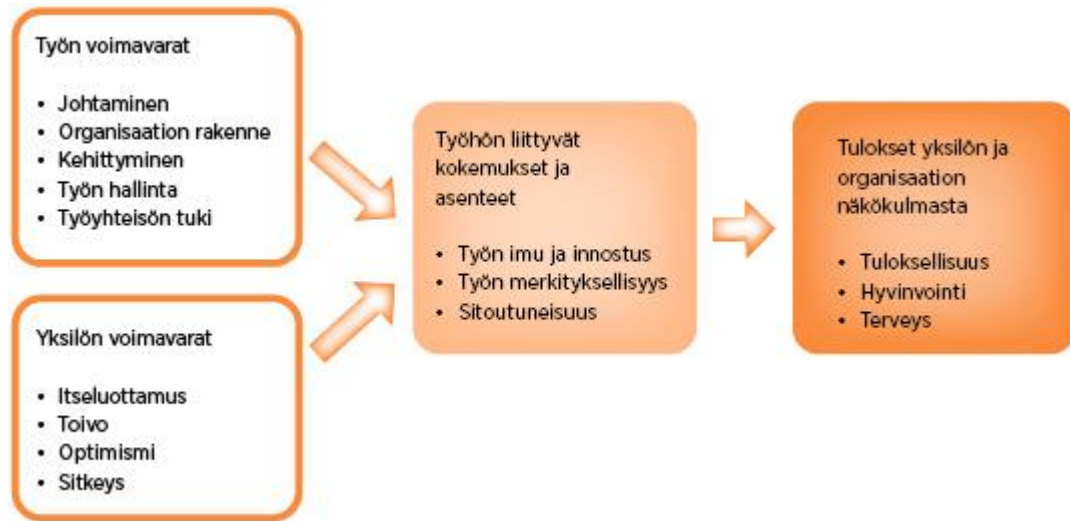 Työn voimavarat
• Johtaminen
• Organisaation rakenne
• Kehittyminen
• Työn hallinta
• Työyhteisön tuki
Yksilön voimavarat
• Itseluottamus
• Toivo
• Optimismi
• Sitkeys
Työhön liittyvät
kokemukset ja
asenteet
• Työn imu ja innostus
• Työn merkityksellisyys
• Sitoutuneisuus
Tulokset yksilön ja
organisaation
näkökulmasta
• Tuloksellisuus
• Hyvinvointi
• Terveys